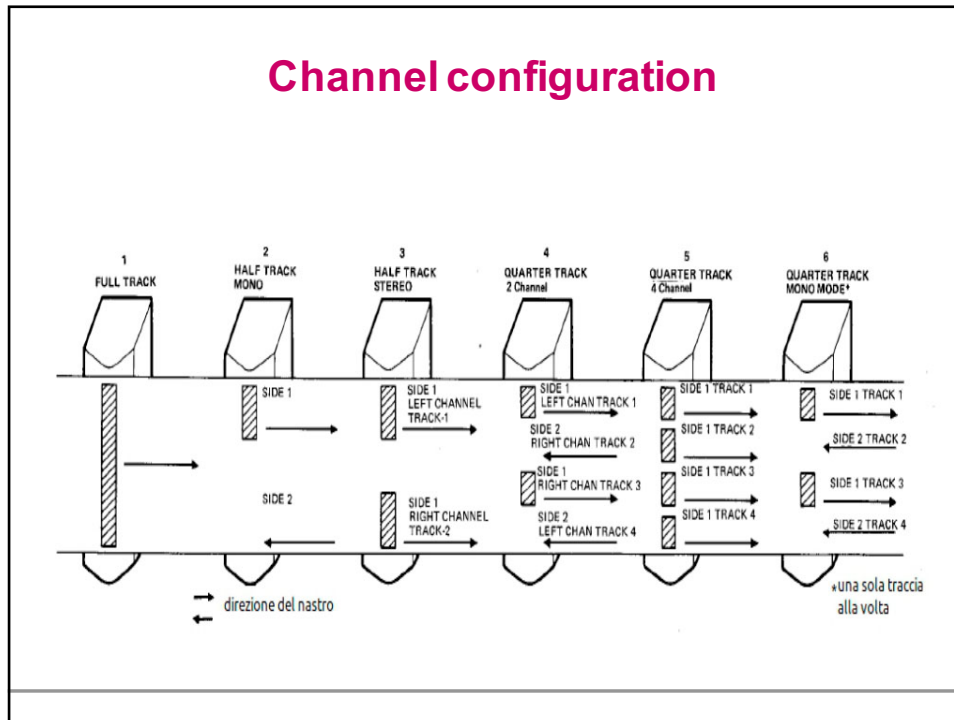 Channel configuration
1
FULL TRACK
2
HALF TRACK
MONO
3
HALF TRACK
STEREO
4
QUARTER TRACK
2 Channel
5
QUARTER TRACK
4 Channel
6
QUARTER TRACK
MONO MODE*
SIDE 1
SIDE 2
SIDE 1
LEFT CHANNEL
TRACK-1
SIDE 1
RIGHT CHANNEL
TRACK-2
SIDE 1
LEFT CHAN TRACK 1
SIDE 2
RIGHT CHAN TRACK 2
SIDE 1
RIGHT CHAN TRACK 3
SIDE 2
LEFT CHAN TRACK 4
SIDE 1 TRACK 1
SIDE 1 TRACK 2
SIDE 1 TRACK 3
SIDE 1 TRACK 4
SIDE 1 TRACK 1
SIDE 2 TRACK 2
SIDE 1 TRACK 3
SIDE 2 TRACK 4
direzione del nastro
*una sola traccia
alla volta